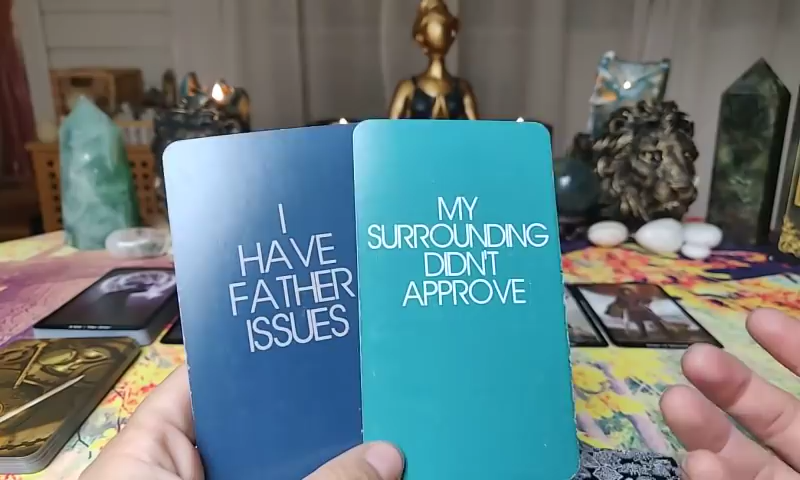 I
HAVE
FATHER
ISSUES
MY
SURROUNDING
DIDN'T
APPROVE